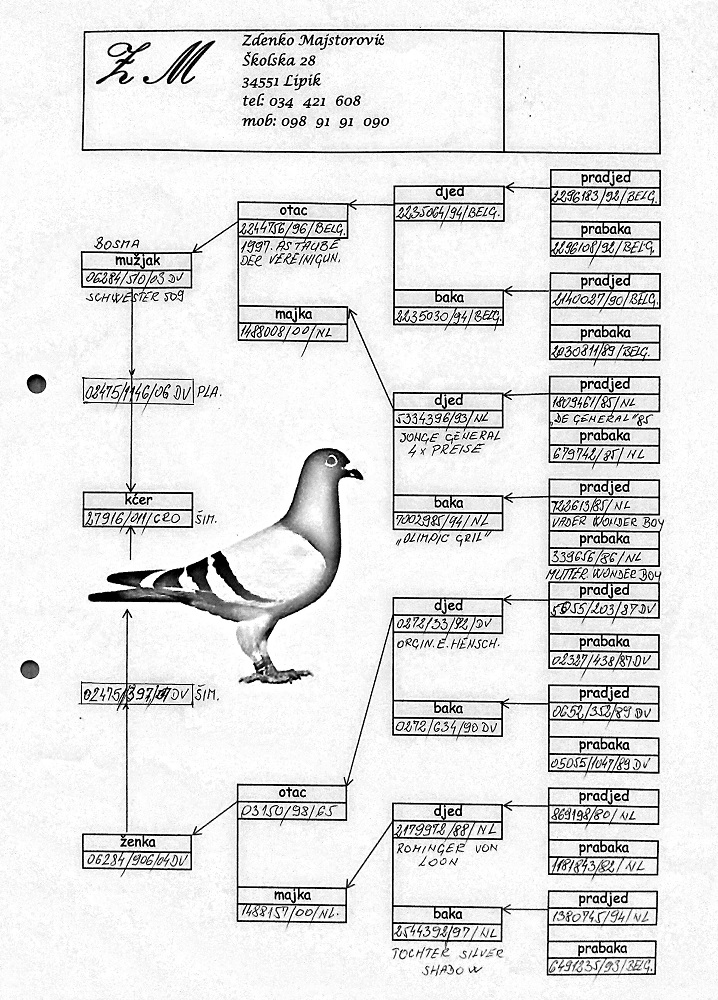 Z M
Zdenko Majstorović
Školska 28
34551 Lipik
tel: 034 421 608
mob: 098 91 91 090
BOSMA
mužjak
06284/510/03 DV
SCHWESTER 509
02475/1146/06 DV PLA.
kćer
27916/011/CRO ŠIM.
02475/397/07 DV ŠIM.
ženka
06284/906/04 DV
otac
2244756/96/BELG.
1997. AS TAUBE
DER VEREINIGUN.
majka
1488008/00/NL
otac
03150/98/65
majka
1488157/00/NL.
djed
2235064/94/BELG.
baka
2235030/94/BELG.
djed
5334396/93/NL
JONGE GENERAL
4 x PREISE
baka
7002985/94/NL
"OLIMPIC GRIL"
djed
0272/33/92/DV
ORGIN.E.HENSCH.
baka
0272/634/90 DV
djed
2179972/88/NL
ROMINGER VON
LOON
baka
2544392/97/NL
TOCHTER SILVER
SHADOW
pradjed
2296183/92/BELG.
prabaka
2296108/92/BELG.
pradjed
2140027/90/BELG.
prabaka
2030811/89/BELG.
pradjed
1809461/85/NL
"DE GENERAL" 85
prabaka
679742/85/NL
pradjed
722613/85/NL
VADER WONDER BOY
prabaka
339656/86/NL
MUTTER WONDER BOY
pradjed
5055/203/87 DV
prabaka
02327/438/87 DV
pradjed
0652/352/89 DV
prabaka
05055/1047/89 DV
pradjed
869198/80/NL
prabaka
1181843/82/NL
pradjed
1380745/94/NL
prabaka
6491235/93/BELG.